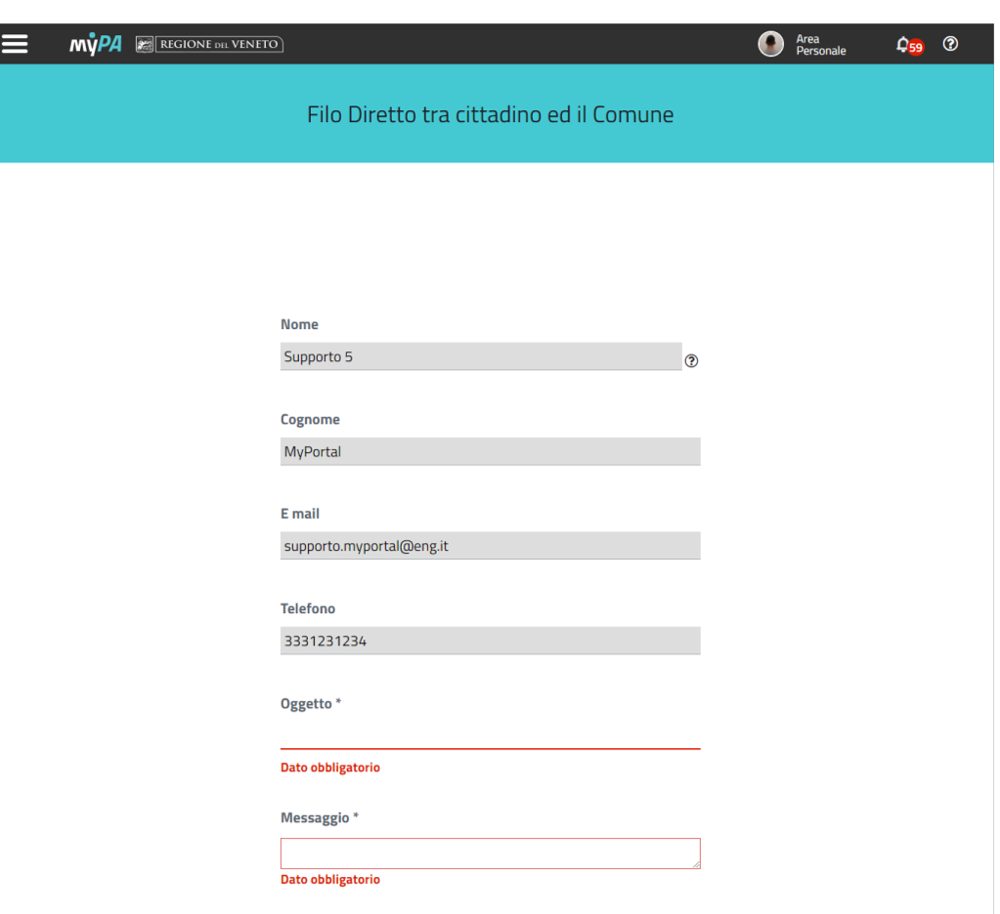 myPA REGIONE DEL VENETO Area Personale 59
Filo Diretto tra cittadino ed il Comune
Nome
Supporto 5
Cognome
MyPortal
E mail
supporto.myportal@eng.it
Telefono
3331231234
Oggetto *
Dato obbligatorio
Messaggio *
Dato obbligatorio